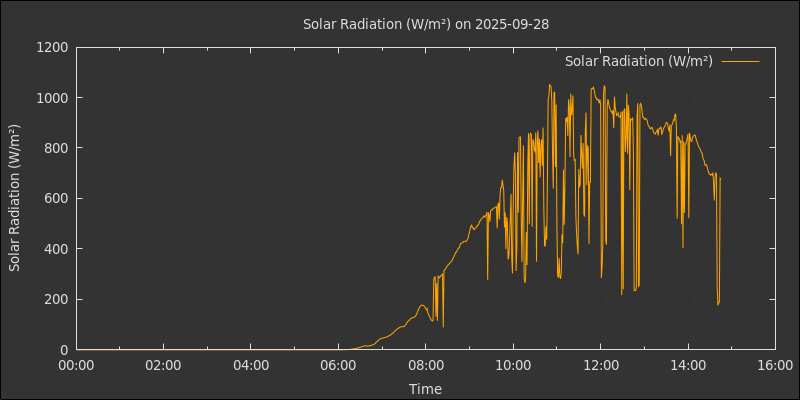 Solar Radiation (W/m²) on 2025-09-28
Solar Radiation (W/m²)
Solar Radiation (W/m²)
1200
1000
800
600
400
200
0
00:00 02:00 04:00 06:00 08:00 10:00 12:00 14:00 16:00
Time